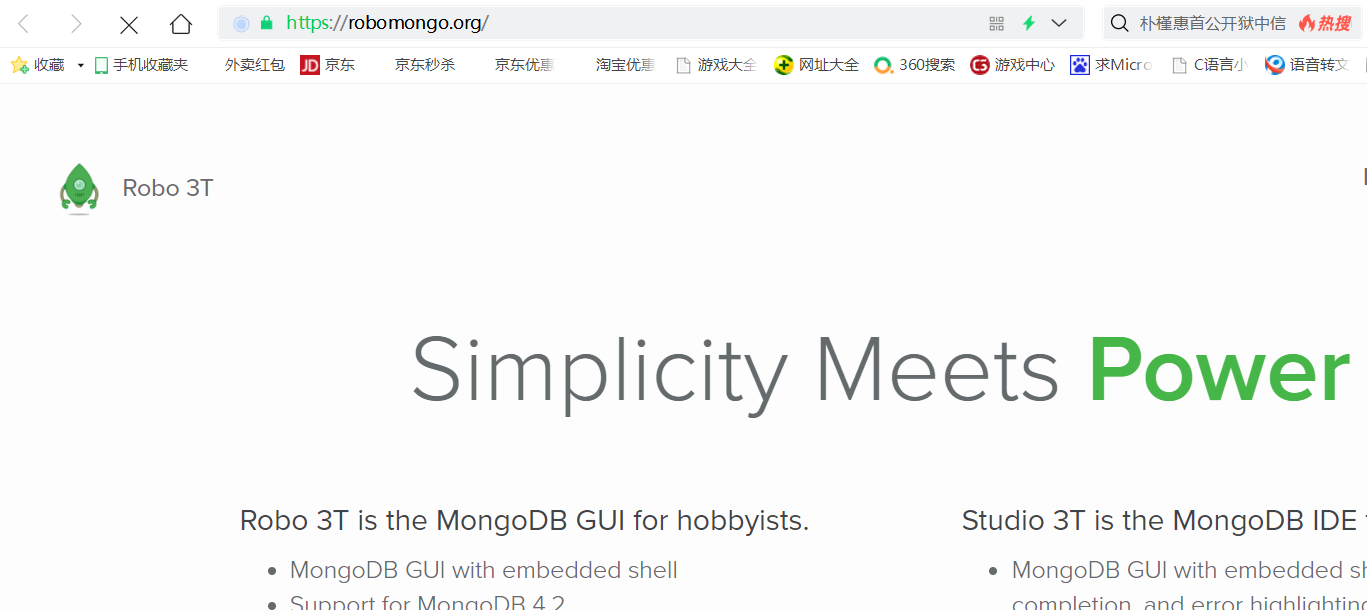 https://robomongo.org/
朴槿惠首公开狱中信 热搜
收藏 手机收藏夹 外卖红包 JD 京东 京东秒杀 京东优惠 淘宝优惠 游戏大全 网址大全 360搜索 游戏中心 求Micro C语言小 语音转文
Robo 3T
Simplicity Meets Power
Robo 3T is the MongoDB GUI for hobbyists.
MongoDB GUI with embedded shell
Support for MongoDB 4.2
Studio 3T is the MongoDB IDE
MongoDB GUI with embedded sh
completion, and error highlighting